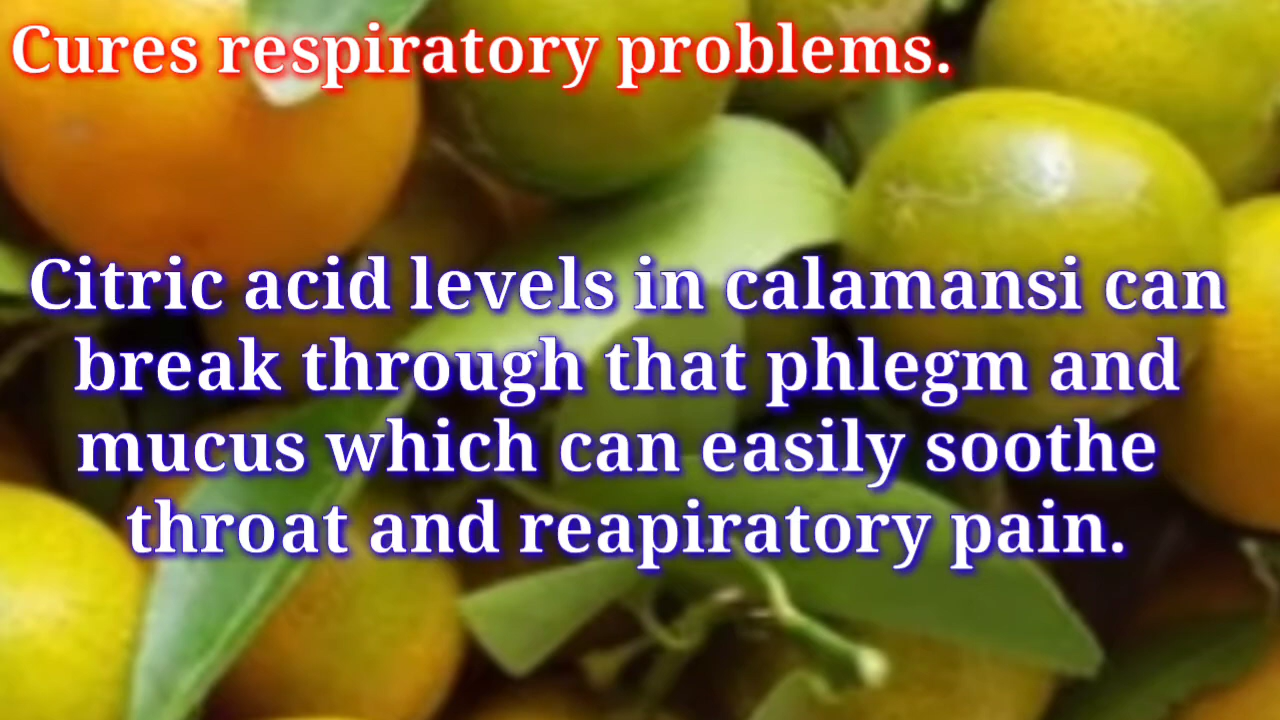 Cures respiratory problems.
Citric acid levels in calamansi can
break through that phlegm and
mucus which can easily soothe
throat and reapiratory pain.